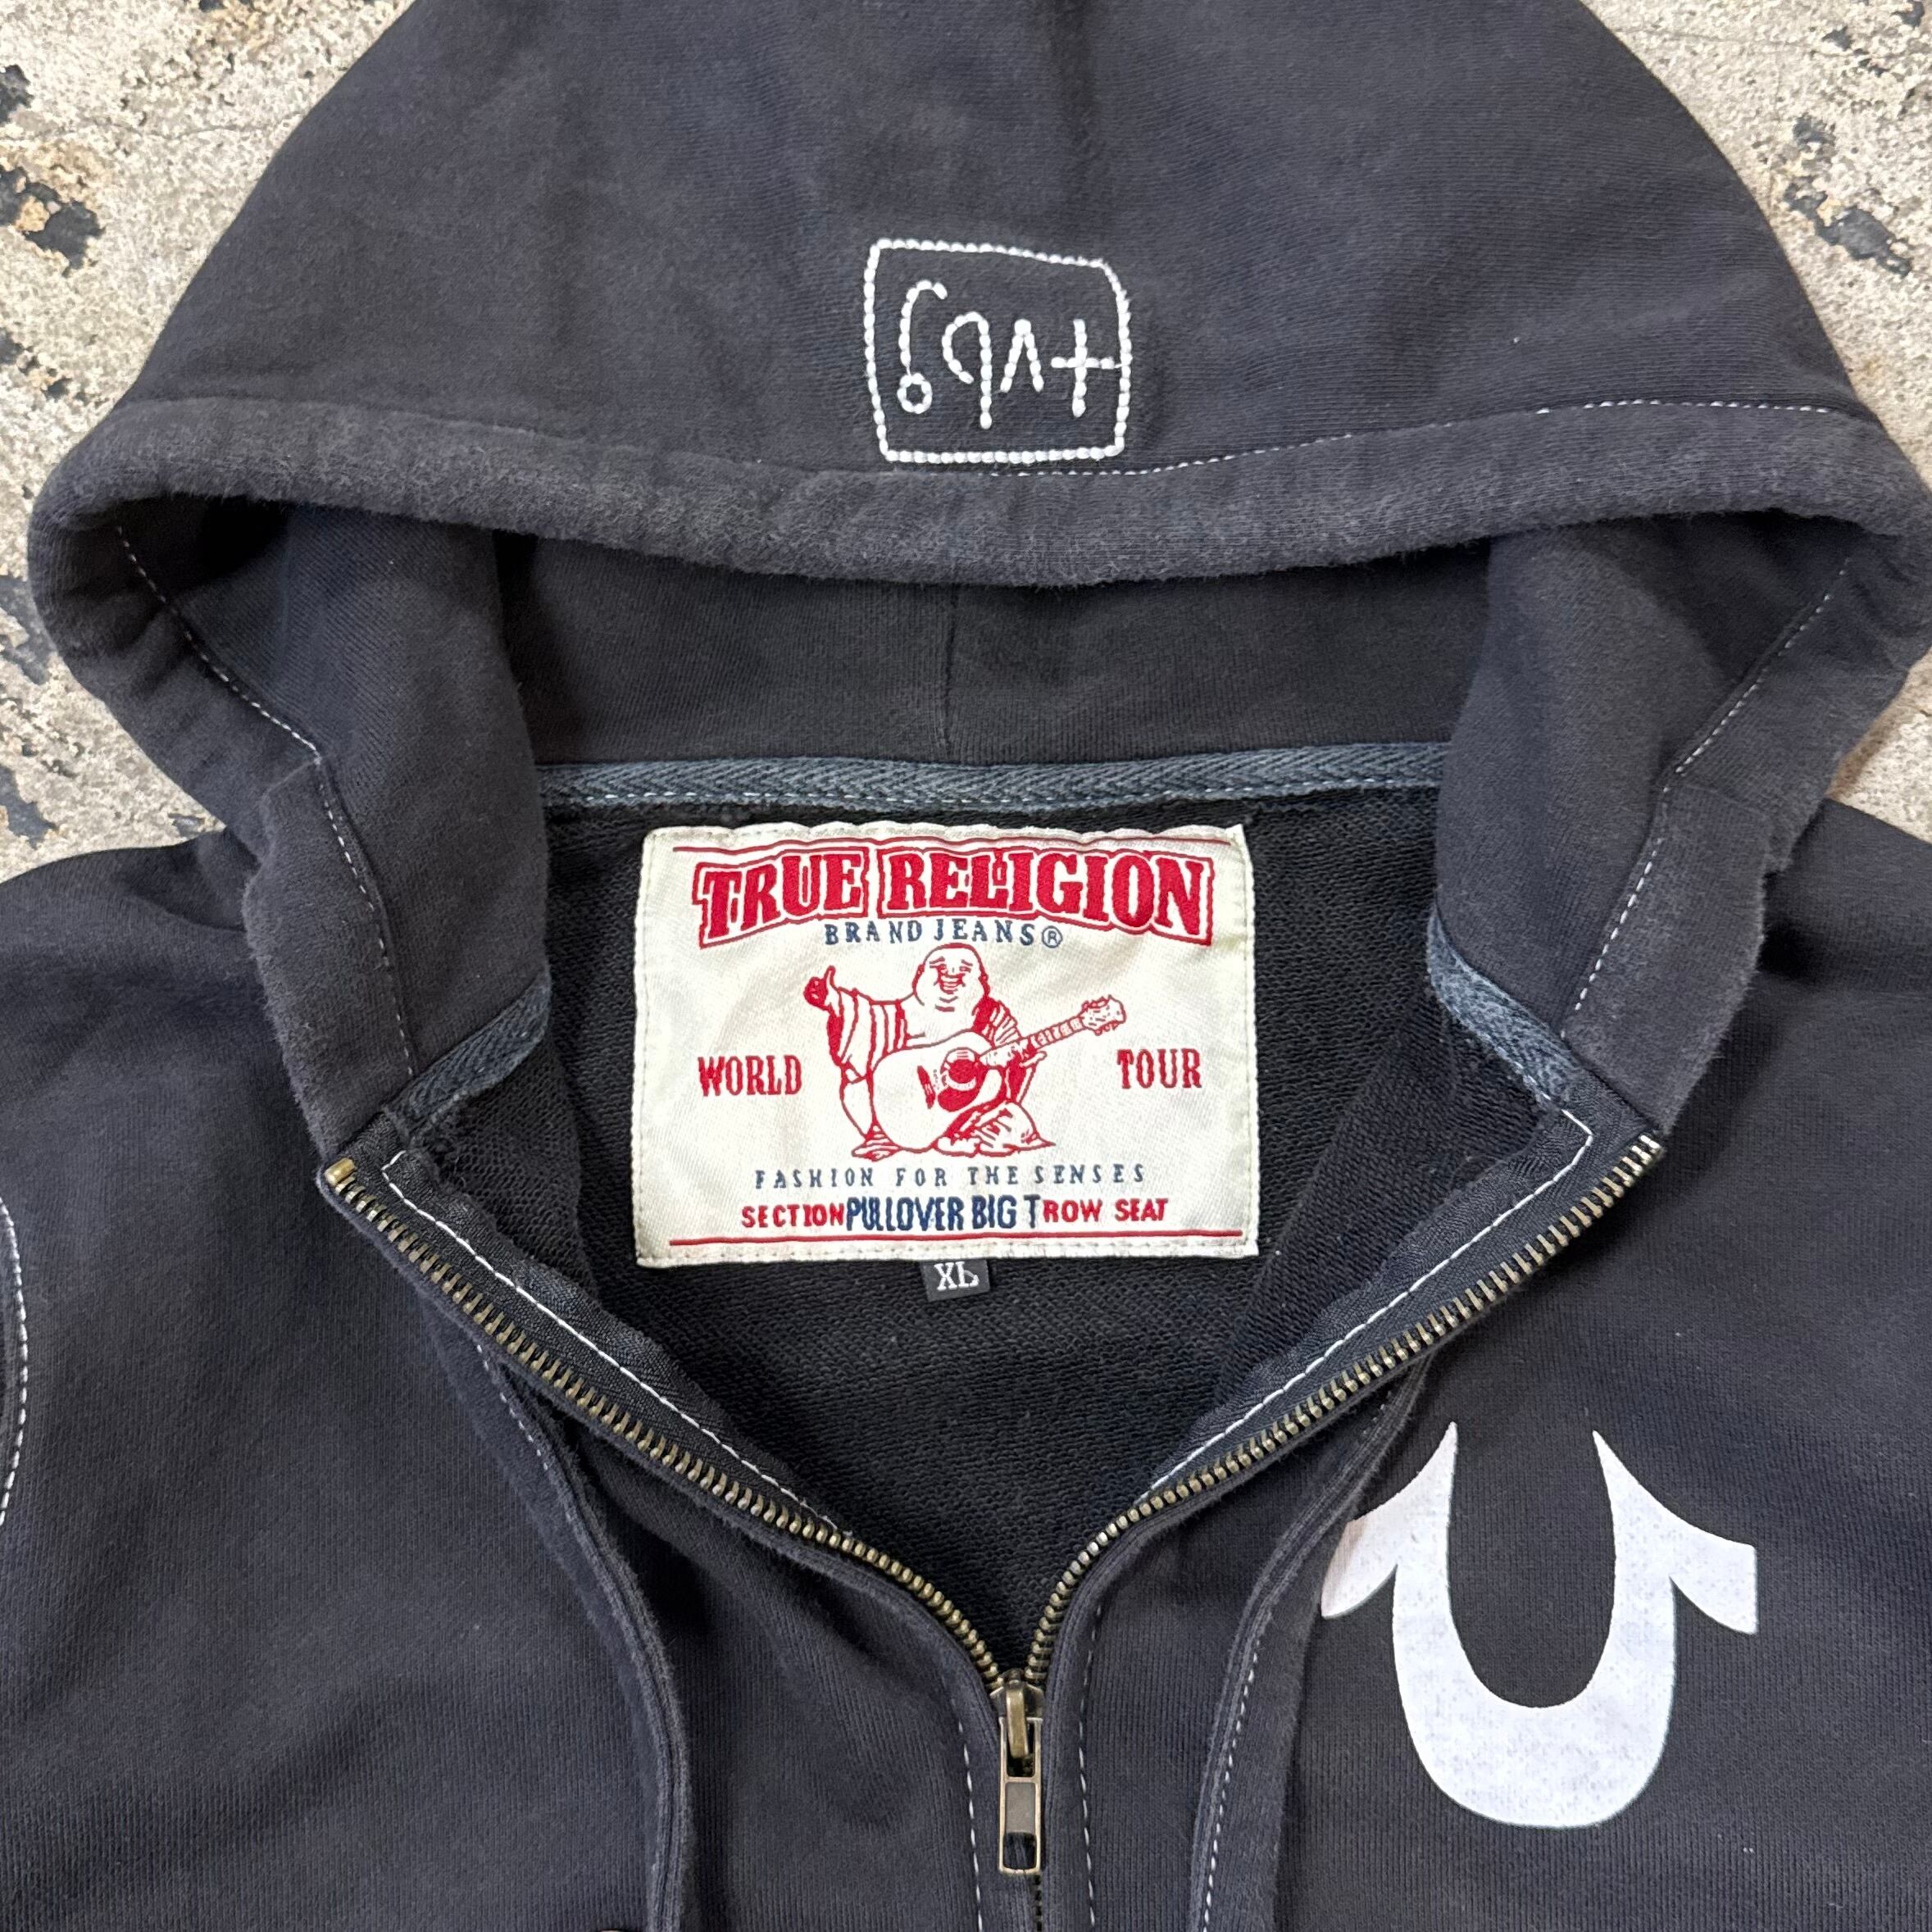 TRUE RELIGION
BRAND JEANS®
WORLD TOUR
FASHION FOR THE SENSES
SECTION PULLOVER BIG T ROW SEAT
XL